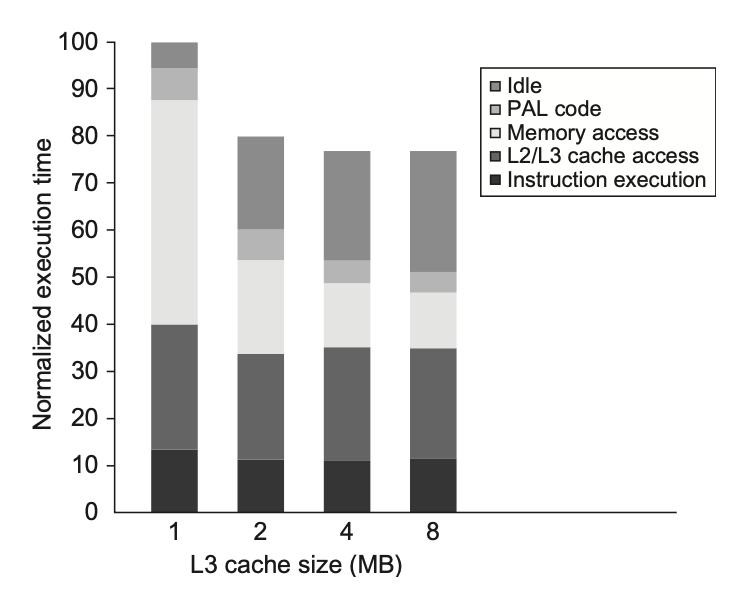 100
90
80
70
60
50
40
30
20
10
0
Normalized execution time
Idle
PAL code
Memory access
L2/L3 cache access
Instruction execution
1 2 4 8
L3 cache size (MB)